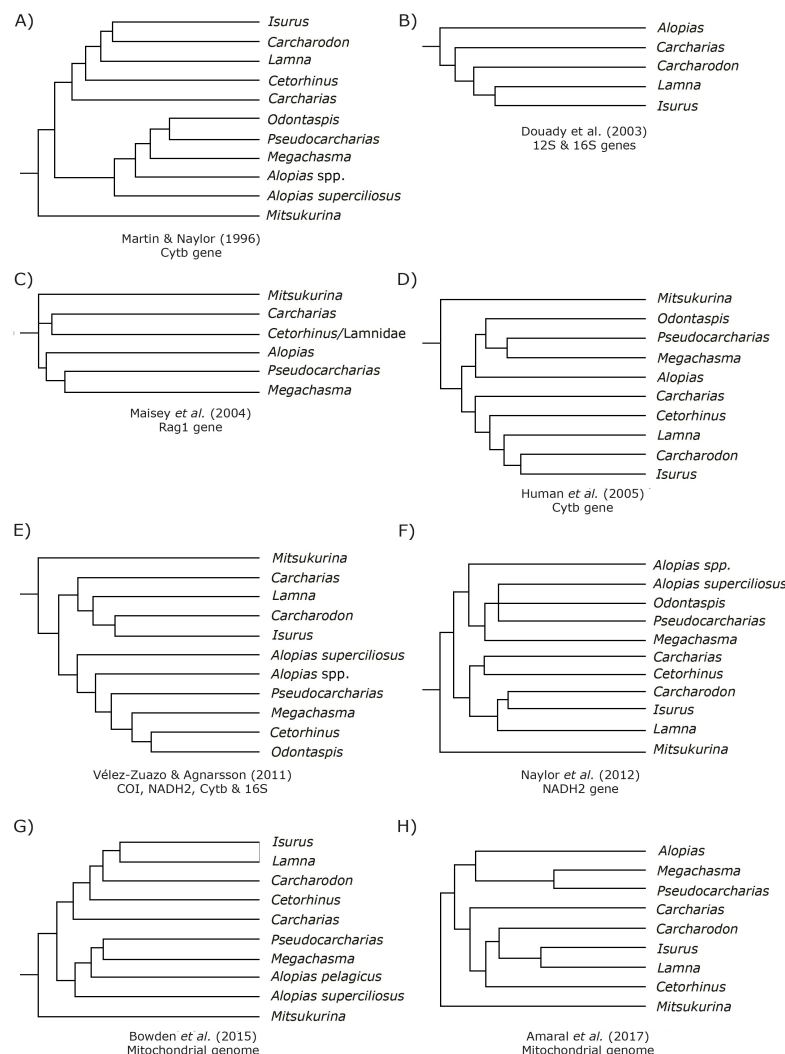 A)
Isurus
Carcharodon
Lamna
Cetorhinus
Carcharias
Odontaspis
Pseudocarcharias
Megachasma
Alopias spp.
Alopias superciliosus
Mitsukurina
Martin & Naylor (1996)
Cytb gene
B)
Alopias
Carcharias
Carcharodon
Lamna
Isurus
Douady et al. (2003)
12S & 16S genes
C)
Mitsukurina
Carcharias
Cetorhinus/Lamnidae
Alopias
Pseudocarcharias
Megachasma
Maisey et al. (2004)
Rag1 gene
D)
Mitsukurina
Odontaspis
Pseudocarcharias
Megachasma
Alopias
Carcharias
Cetorhinus
Lamna
Carcharodon
Isurus
Human et al. (2005)
Cytb gene
E)
Mitsukurina
Carcharias
Lamna
Carcharodon
Isurus
Alopias superciliosus
Alopias spp.
Pseudocarcharias
Megachasma
Cetorhinus
Odontaspis
Vélez-Zuazo & Agnarsson (2011)
COI, NADH2, Cytb & 16S
F)
Alopias spp.
Alopias superciliosus
Odontaspis
Pseudocarcharias
Megachasma
Carcharias
Cetorhinus
Carcharodon
Isurus
Lamna
Mitsukurina
Naylor et al. (2012)
NADH2 gene
G)
Isurus
Lamna
Carcharodon
Cetorhinus
Carcharias
Pseudocarcharias
Megachasma
Alopias pelagicus
Alopias superciliosus
Mitsukurina
Bowden et al. (2015)
Mitochondrial genome
H)
Alopias
Megachasma
Pseudocarcharias
Carcharias
Carcharodon
Isurus
Lamna
Cetorhinus
Mitsukurina
Amaral et al. (2017)
Mitochondrial genome